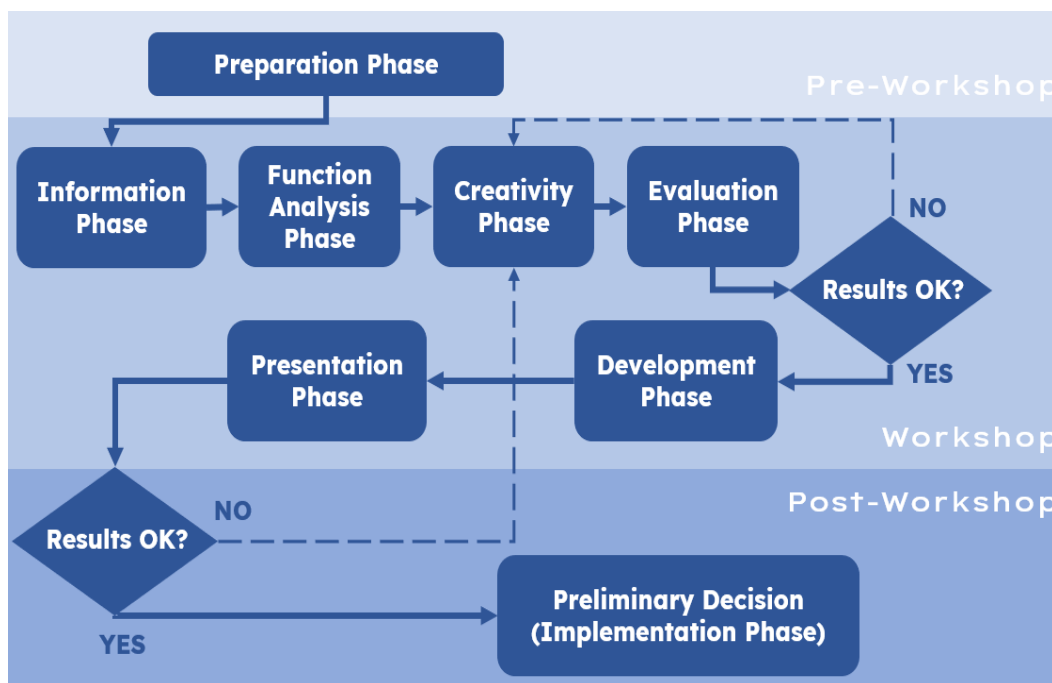 Preparation Phase
Pre-Workshop
Information
Phase
Function
Analysis
Phase
Creativity
Phase
Evaluation
Phase
NO
Results OK?
YES
Development
Phase
Presentation
Phase
Workshop
Post-Workshop
NO
Results OK?
YES
Preliminary Decision
(Implementation Phase)